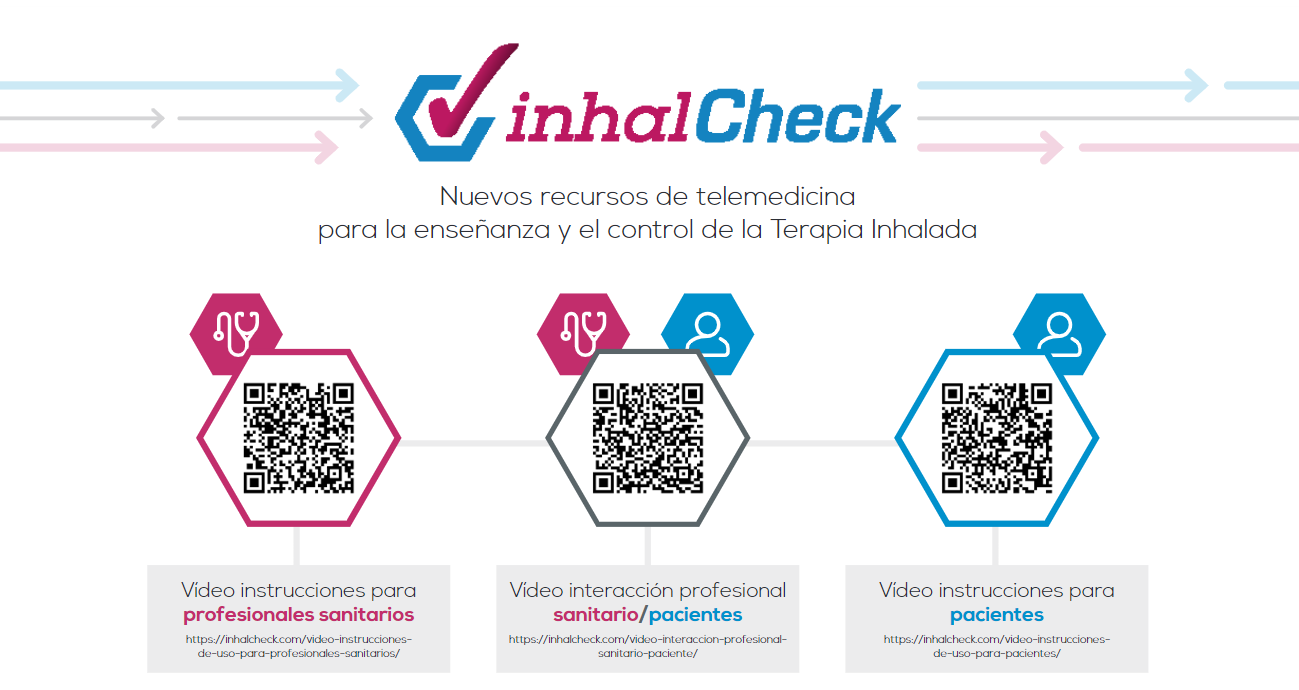 inhalCheck
Nuevos recursos de telemedicina
para la enseñanza y el control de la Terapia Inhalada
Vídeo instrucciones para
profesionales sanitarios
https://inhalcheck.com/video-instrucciones-
de-uso-para-profesionales-sanitarios/
Vídeo interacción profesional
sanitario/pacientes
https://inhalcheck.com/video-interaccion-profesional-
sanitario-paciente/
Vídeo instrucciones para
pacientes
https://inhalcheck.com/video-instrucciones-
de-uso-para-pacientes/